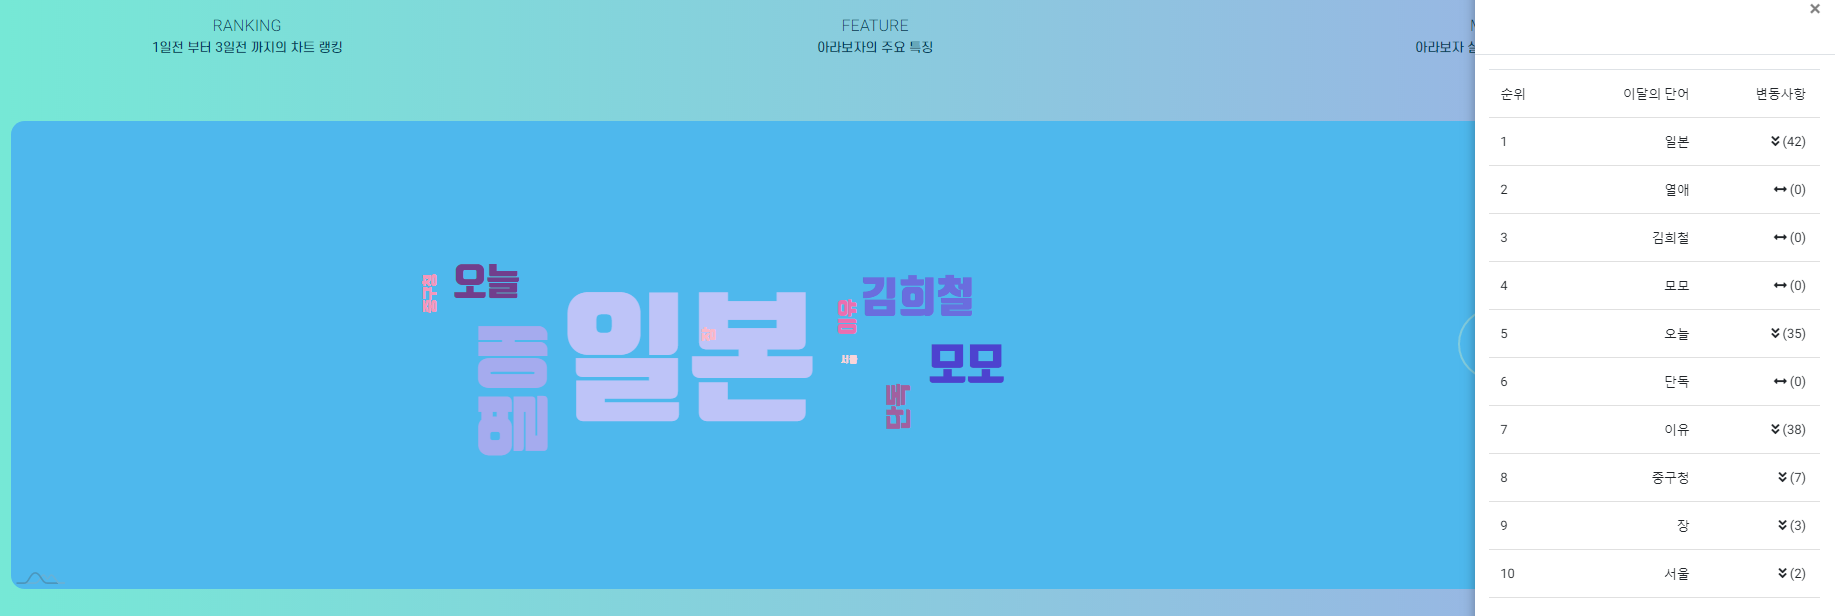 RANKING
1일전 부터 3일전 까지의 차트 랭킹
FEATURE
아라보자의 주요 특징
아라보자
중구청
오늘
일본
이유
김희철
서울
모모
단독
×
순위 이달의 단어 변동사항
1 일본 (42)
2 열애 (0)
3 김희철 (0)
4 모모 (0)
5 오늘 (35)
6 단독 (0)
7 이유 (38)
8 중구청 (7)
9 장 (3)
10 서울 (2)